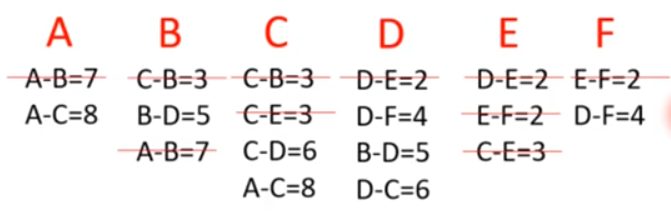 A B C D E F
A-B=7 C-B=3 C-B=3 D-E=2 D-E=2 E-F=2
A-C=8 B-D=5 C-E=3 D-F=4 E-F=2 D-F=4
A-B=7 C-D=6 B-D=5 C-E=3
A-C=8 D-C=6